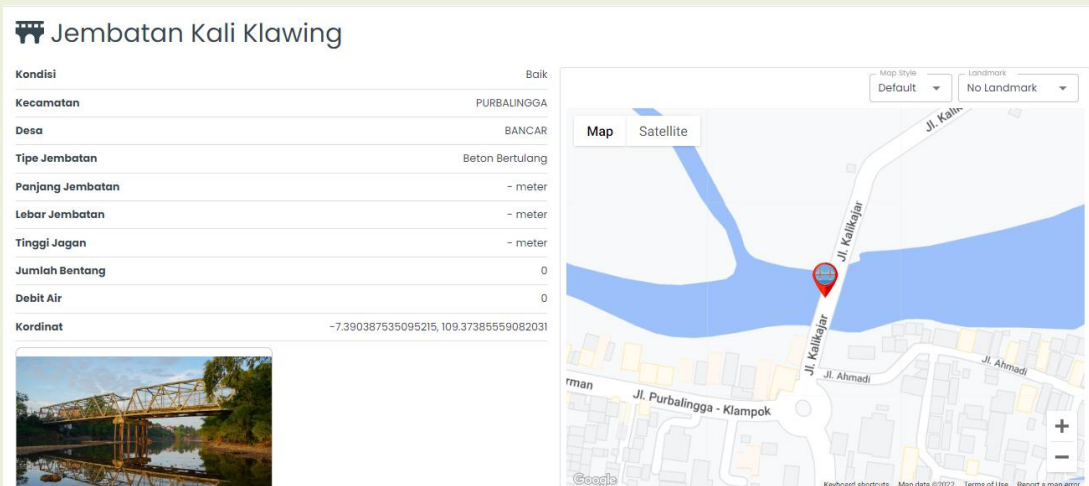 Jembatan Kali Klawing
Kondisi Baik
Kecamatan PURBALINGGA
Desa BANCAR
Tipe Jembatan Beton Bertulang
Panjang Jembatan - meter
Lebar Jembatan - meter
Tinggi Jagan - meter
Jumlah Bentang 0
Debit Air 0
Kordinat -7.390387535095215, 109.37385559082031
Map Style
Default
Landmark
No Landmark
Map Satellite
Jl. Kalik
Jl. Kalikajar
Jl. Kalikajar
Jl. Ahmadi
Jl. Ahmadi
rman
Jl. Purbalingga - Klampok
+
−
Google
Keyboard shortcuts Map data ©2022 Terms of Use Report a map error